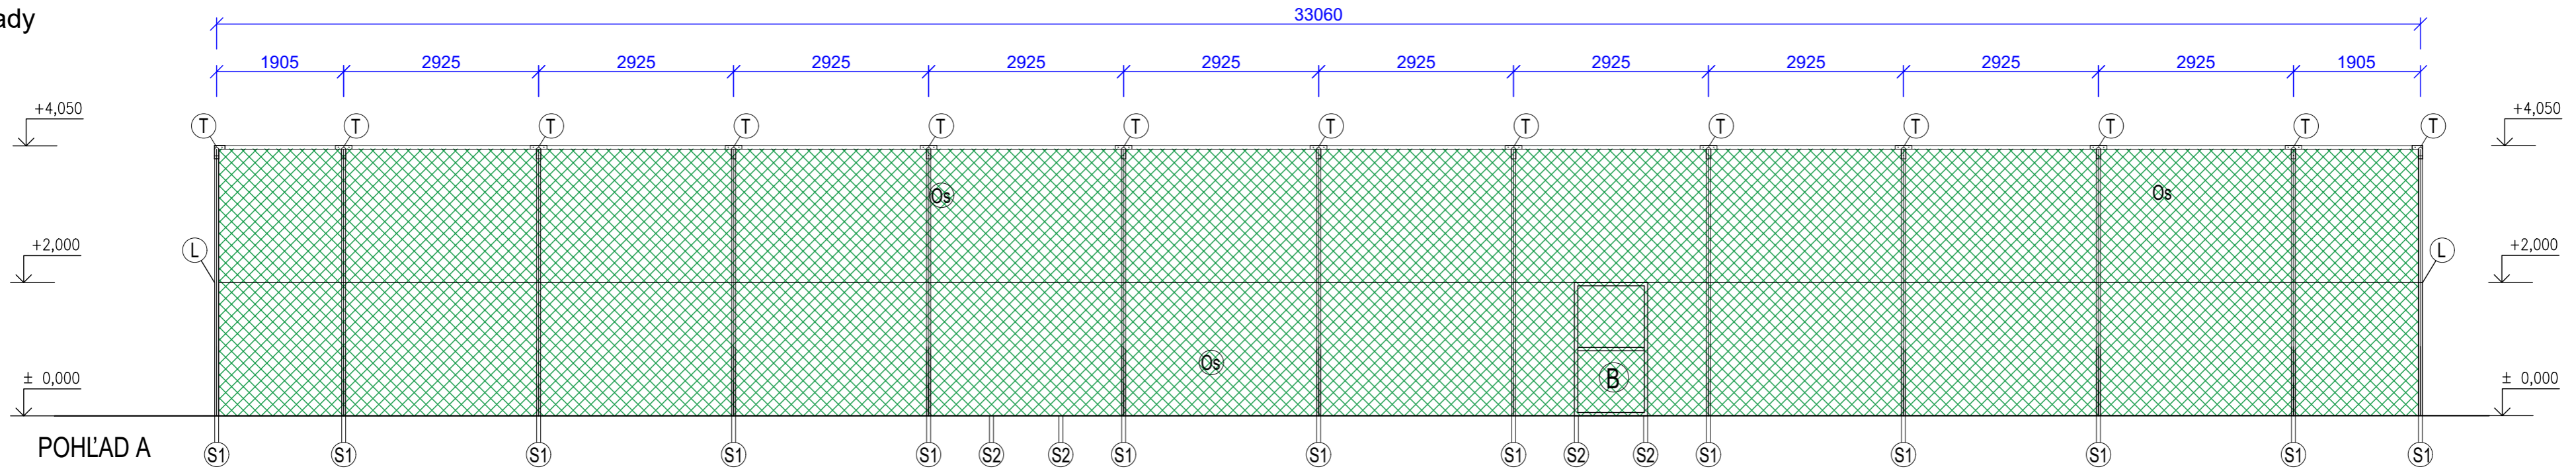 ady
33060
1905 2925 2925 2925 2925 2925 2925 2925 2925 2925 2925 1905
+4,050 +4,050
T T T T T T T T T T T T T
Os Os
+2,000 +2,000
L L
Os
B
± 0,000 ± 0,000
POHĽAD A
S1 S1 S1 S1 S1 S2 S2 S1 S1 S1 S2 S2 S1 S1 S1 S1 S1